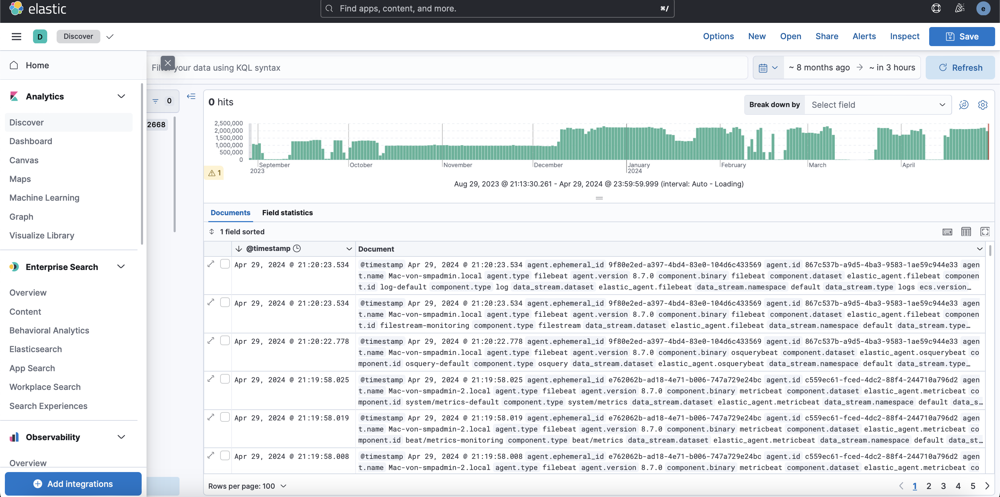 elastic
Find apps, content, and more.
⌘/
e
D
Discover
Options
New
Open
Share
Alerts
Inspect
Save
Home
Filter your data using KQL syntax
~ 8 months ago → ~ in 3 hours
Refresh
Analytics
Discover
Dashboard
Canvas
Maps
Machine Learning
Graph
Visualize Library
Enterprise Search
Overview
Content
Behavioral Analytics
Elasticsearch
App Search
Workplace Search
Search Experiences
Observability
Overview
Add integrations
0
2668
0 hits
Break down by
Select field
2,500,000
2,000,000
1,500,000
1,000,000
500,000
0
September
2023
October
November
December
January
2024
February
March
April
1
Aug 29, 2023 @ 21:13:30.261 - Apr 29, 2024 @ 23:59:59.999 (interval: Auto - Loading)
Documents
Field statistics
1 field sorted
@timestamp
Document
Apr 29, 2024 @ 21:20:23.534
@timestamp Apr 29, 2024 @ 21:20:23.534 agent.ephemeral_id 9f80e2ed-a397-4bd4-83e0-104d6c433569 agent.id 867c537b-a9d5-4ba3-9583-1ae59c944e33 agen
t.name Mac-von-smpadmin.local agent.type filebeat agent.version 8.7.0 component.binary filebeat component.dataset elastic_agent.filebeat componen
t.id log-default component.type log data_stream.dataset elastic_agent.filebeat data_stream.namespace default data_stream.type logs ecs.version…
Apr 29, 2024 @ 21:20:23.534
@timestamp Apr 29, 2024 @ 21:20:23.534 agent.ephemeral_id 9f80e2ed-a397-4bd4-83e0-104d6c433569 agent.id 867c537b-a9d5-4ba3-9583-1ae59c944e33 agen
t.name Mac-von-smpadmin.local agent.type filebeat agent.version 8.7.0 component.binary filebeat component.dataset elastic_agent.filebeat componen
t.id filestream-monitoring component.type filestream data_stream.dataset elastic_agent.filebeat data_stream.namespace default data_stream.type…
Apr 29, 2024 @ 21:20:22.778
@timestamp Apr 29, 2024 @ 21:20:22.778 agent.ephemeral_id 9f80e2ed-a397-4bd4-83e0-104d6c433569 agent.id 867c537b-a9d5-4ba3-9583-1ae59c944e33 agen
t.name Mac-von-smpadmin.local agent.type filebeat agent.version 8.7.0 component.binary osquerybeat component.dataset elastic_agent.osquerybeat co
mponent.id osquery-default component.type osquery data_stream.dataset elastic_agent.osquerybeat data_stream.namespace default data_stream.type…
Apr 29, 2024 @ 21:19:58.025
@timestamp Apr 29, 2024 @ 21:19:58.025 agent.ephemeral_id e762062b-ad18-4e71-b006-747a729e24bc agent.id c559ec61-fced-4dc2-88f4-244710a796d2 agen
t.name Mac-von-smpadmin-2.local agent.type filebeat agent.version 8.7.0 component.binary metricbeat component.dataset elastic_agent.metricbeat co
mponent.id system/metrics-default component.type system/metrics data_stream.dataset elastic_agent.metricbeat data_stream.namespace default data_s…
Apr 29, 2024 @ 21:19:58.019
@timestamp Apr 29, 2024 @ 21:19:58.019 agent.ephemeral_id e762062b-ad18-4e71-b006-747a729e24bc agent.id c559ec61-fced-4dc2-88f4-244710a796d2 agen
t.name Mac-von-smpadmin-2.local agent.type filebeat agent.version 8.7.0 component.binary metricbeat component.dataset elastic_agent.metricbeat co
mponent.id beat/metrics-monitoring component.type beat/metrics data_stream.dataset elastic_agent.metricbeat data_stream.namespace default data_st…
Apr 29, 2024 @ 21:19:58.008
@timestamp Apr 29, 2024 @ 21:19:58.008 agent.ephemeral_id e762062b-ad18-4e71-b006-747a729e24bc agent.id c559ec61-fced-4dc2-88f4-244710a796d2 agen
t.name Mac-von-smpadmin-2.local agent.type filebeat agent.version 8.7.0 component.binary metricbeat component.dataset elastic_agent.metricbeat co
Rows per page: 100
1 2 3 4 5